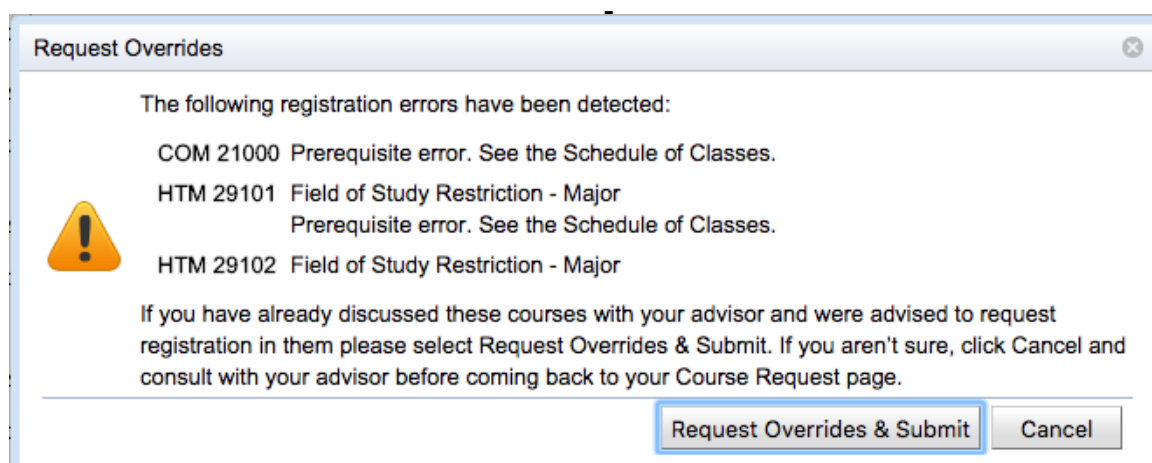 Request Overrides
The following registration errors have been detected:
COM 21000 Prerequisite error. See the Schedule of Classes.
HTM 29101 Field of Study Restriction - Major
Prerequisite error. See the Schedule of Classes.
HTM 29102 Field of Study Restriction - Major
If you have already discussed these courses with your advisor and were advised to request
registration in them please select Request Overrides & Submit. If you aren't sure, click Cancel and
consult with your advisor before coming back to your Course Request page.
Request Overrides & Submit Cancel